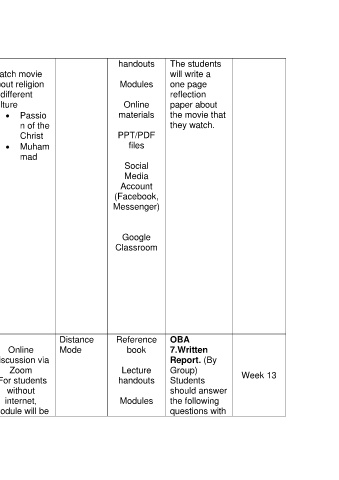 atch movie
out religion
different
lture
• Passio
n of the
Christ
• Muham
mad
handouts
Modules
Online
materials
PPT/PDF
files
Social
Media
Account
(Facebook,
Messenger)
Google
Classroom
The students
will write a
one page
reflection
paper about
the movie that
they watch.
Online
iscussion via
Zoom
For students
without
internet,
odule will be
Distance
Mode
Reference
book
Lecture
handouts
Modules
OBA
7.Written
Report. (By
Group)
Students
should answer
the following
questions with
Week 13